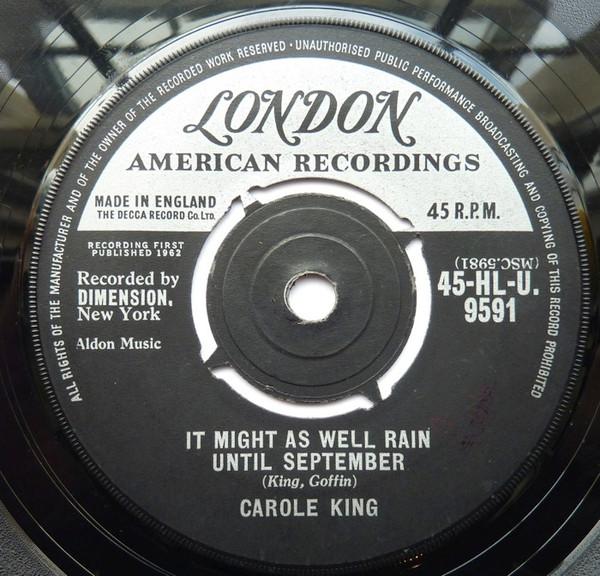 ALL RIGHTS OF THE MANUFACTURER AND OF THE OWNER OF THE RECORDED WORK RESERVED · UNAUTHORISED PUBLIC PERFORMANCE BROADCASTING AND COPYING OF THIS RECORD PROHIBITED
LONDON
AMERICAN RECORDINGS
MADE IN ENGLAND
THE DECCA RECORD Co. LTD.
45 R.P.M.
RECORDING FIRST
PUBLISHED 1962
Recorded by
DIMENSION,
New York
Aldon Music
(MSC.5981)
45-HL-U.
9591
IT MIGHT AS WELL RAIN
UNTIL SEPTEMBER
(King, Goffin)
CAROLE KING